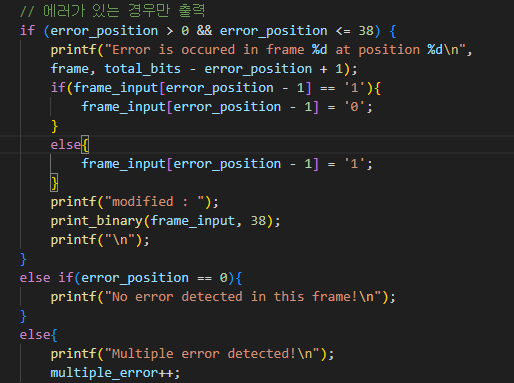 // 에러가 있는 경우만 출력
if (error_position > 0 && error_position <= 38) {
printf("Error is occured in frame %d at position %d\n",
frame, total_bits - error_position + 1);
if(frame_input[error_position - 1] == '1'){
frame_input[error_position - 1] = '0';
}
else{
frame_input[error_position - 1] = '1';
}
printf("modified : ");
print_binary(frame_input, 38);
printf("\n");
}
else if(error_position == 0){
printf("No error detected in this frame!\n");
}
else{
printf("Multiple error detected!\n");
multiple_error++;